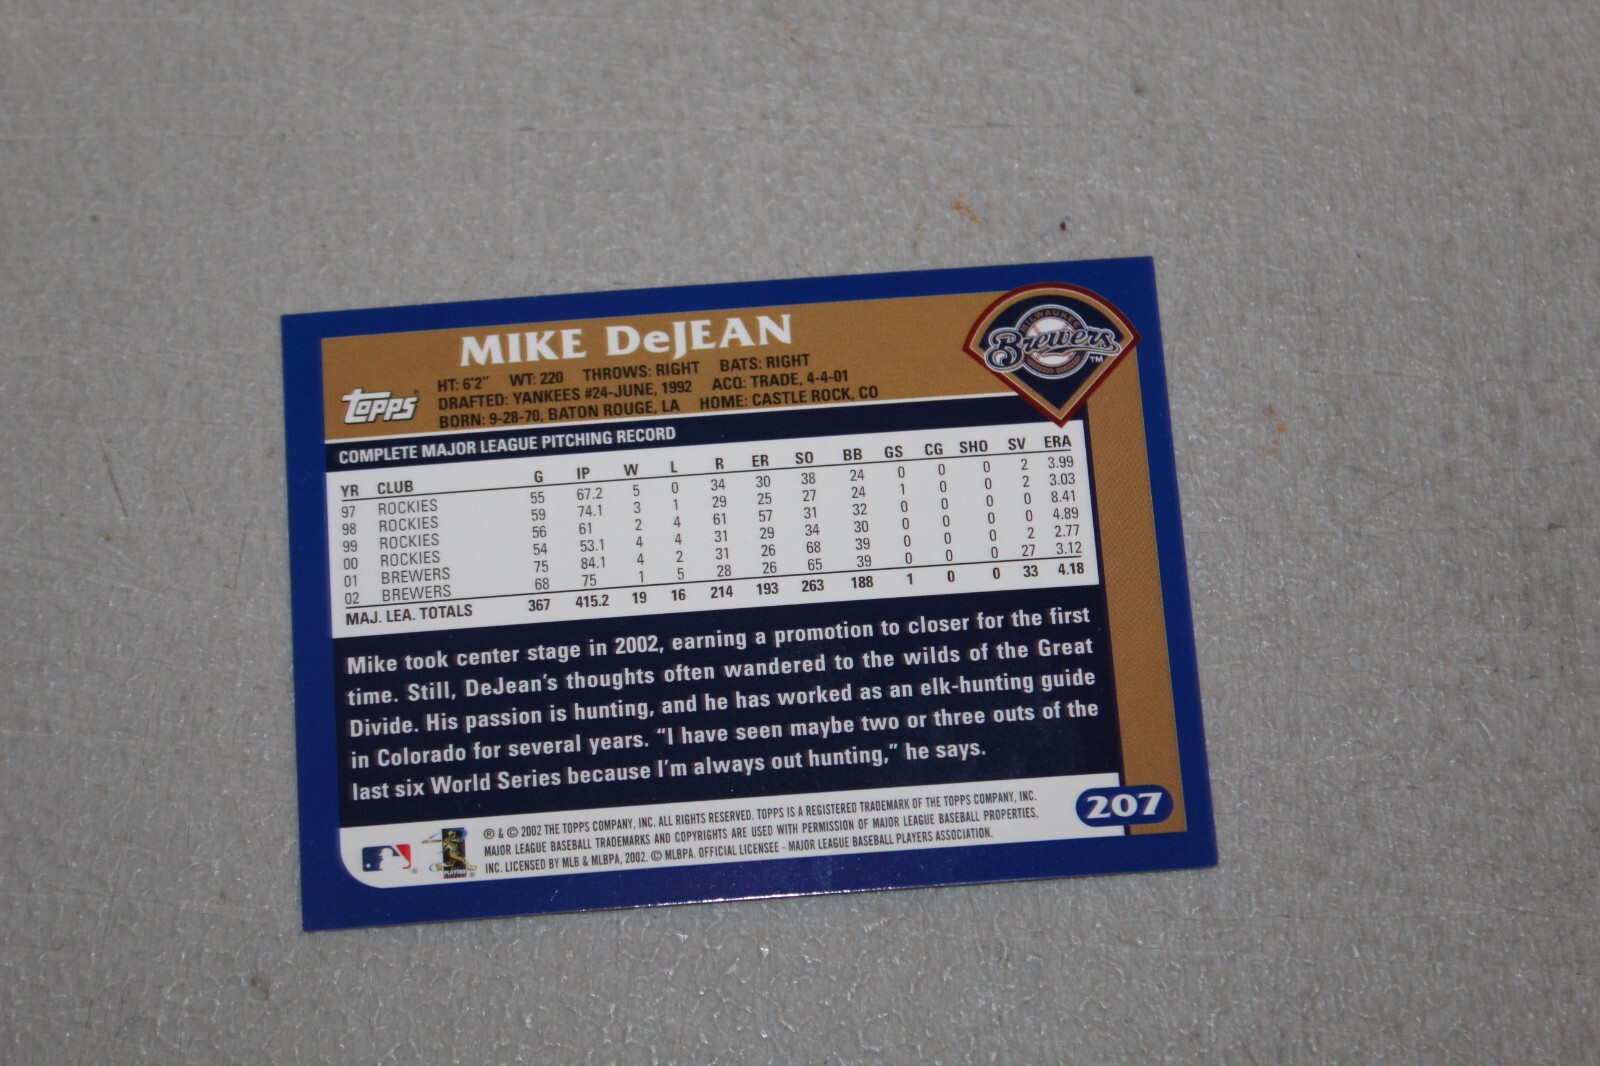 MIKE DeJEAN
topps
HT: 6'2" WT: 220 THROWS: RIGHT BATS: RIGHT
DRAFTED: YANKEES #24-JUNE, 1992 ACQ: TRADE, 4-4-01
BORN: 9-28-70, BATON ROUGE, LA HOME: CASTLE ROCK, CO
MILWAUKEE
Brewers TM
COMPLETE MAJOR LEAGUE PITCHING RECORD
YR CLUB G IP W L R ER SO BB GS CG SHO SV ERA
97 ROCKIES 55 67.2 5 0 34 30 38 24 0 0 0 2 3.99
98 ROCKIES 59 74.1 3 1 29 25 27 24 1 0 0 2 3.03
99 ROCKIES 56 61 2 4 61 57 31 32 0 0 0 0 8.41
00 ROCKIES 54 53.1 4 4 31 29 34 30 0 0 0 0 4.89
01 BREWERS 75 84.1 4 2 31 26 68 39 0 0 0 2 2.77
02 BREWERS 68 75 1 5 28 26 65 39 0 0 0 27 3.12
MAJ. LEA. TOTALS 367 415.2 19 16 214 193 263 188 1 0 0 33 4.18
Mike took center stage in 2002, earning a promotion to closer for the first
time. Still, DeJean's thoughts often wandered to the wilds of the Great
Divide. His passion is hunting, and he has worked as an elk-hunting guide
in Colorado for several years. "I have seen maybe two or three outs of the
last six World Series because I'm always out hunting," he says.
207
® & © 2002 THE TOPPS COMPANY, INC. ALL RIGHTS RESERVED. TOPPS IS A REGISTERED TRADEMARK OF THE TOPPS COMPANY, INC.
MAJOR LEAGUE BASEBALL TRADEMARKS AND COPYRIGHTS ARE USED WITH PERMISSION OF MAJOR LEAGUE BASEBALL PROPERTIES,
INC. LICENSED BY MLB & MLBPA, 2002. © MLBPA. OFFICIAL LICENSEE - MAJOR LEAGUE BASEBALL PLAYERS ASSOCIATION.